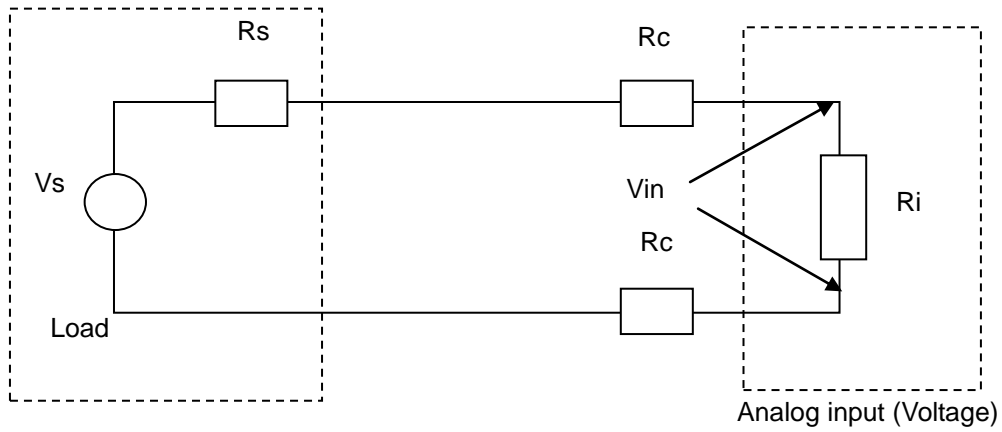 Rs
Rc
Vs
Vin
Ri
Rc
Load
Analog input (Voltage)